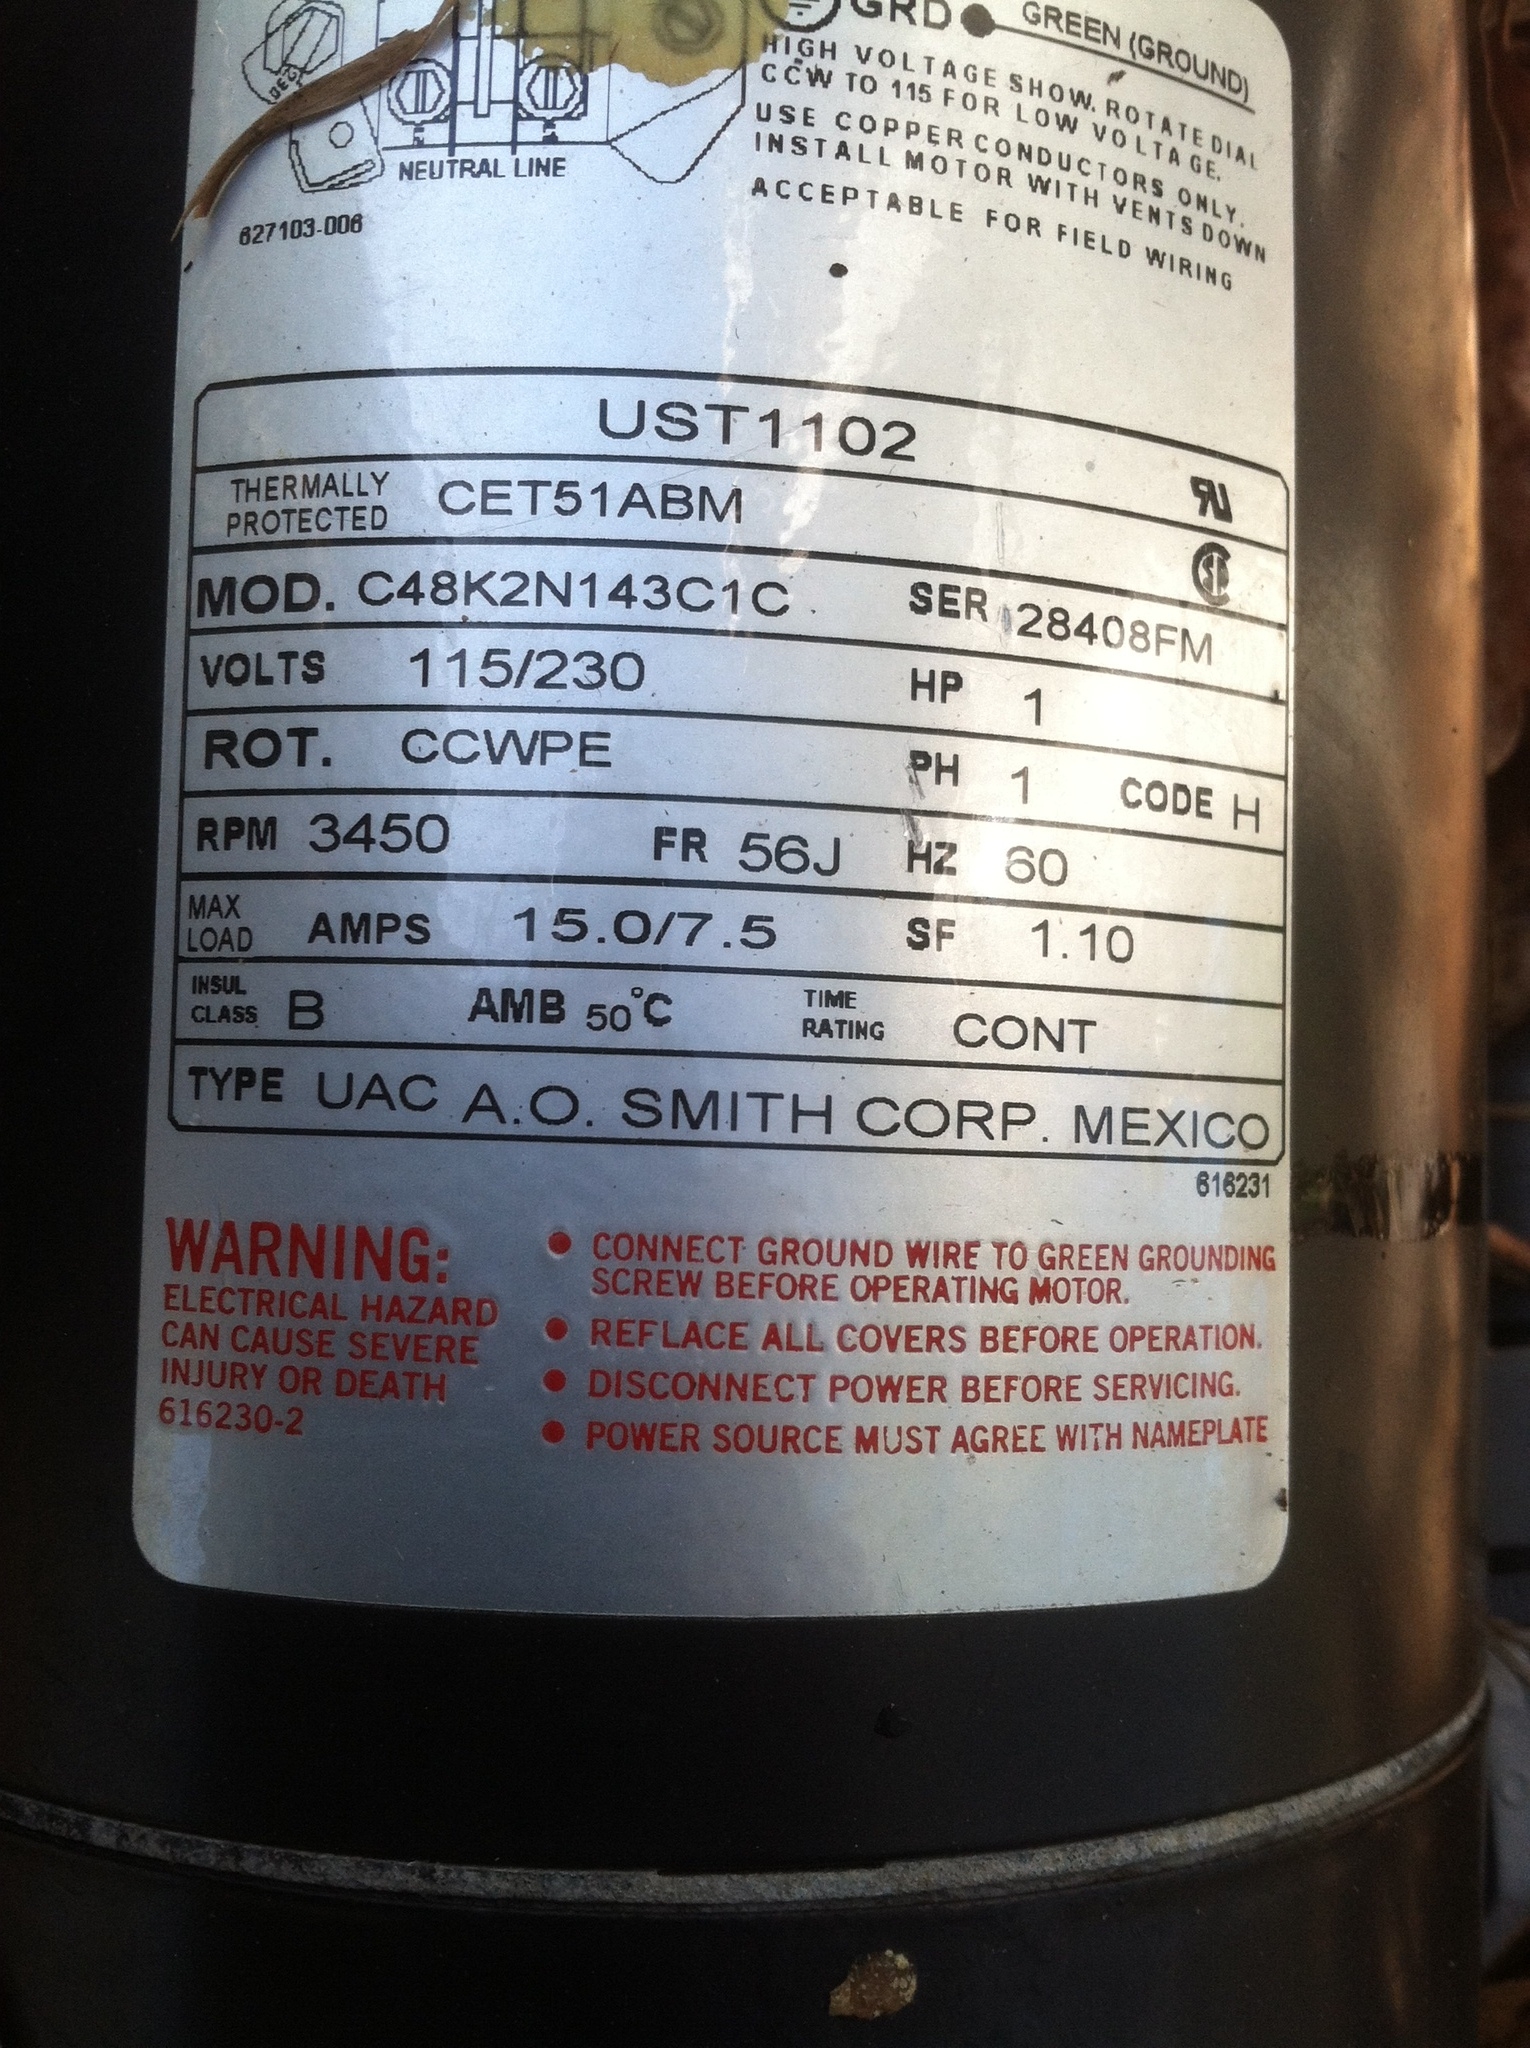 GRD GREEN (GROUND)
HIGH VOLTAGE SHOW. ROTATE DIAL
CCW TO 115 FOR LOW VOLTAGE.
USE COPPER CONDUCTORS ONLY.
INSTALL MOTOR WITH VENTS DOWN
ACCEPTABLE FOR FIELD WIRING
NEUTRAL LINE
627103-006
UST1102
THERMALLY
PROTECTED CET51ABM
MOD. C48K2N143C1C SER 28408FM
VOLTS 115/230 HP 1
ROT. CCWPE PH 1 CODE H
RPM 3450 FR 56J HZ 60
MAX
LOAD AMPS 15.0/7.5 SF 1.10
INSUL
CLASS B AMB 50°C TIME
RATING CONT
TYPE UAC A.O. SMITH CORP. MEXICO
616231
WARNING:
ELECTRICAL HAZARD
CAN CAUSE SEVERE
INJURY OR DEATH
616230-2
• CONNECT GROUND WIRE TO GREEN GROUNDING
SCREW BEFORE OPERATING MOTOR.
• REFLACE ALL COVERS BEFORE OPERATION.
• DISCONNECT POWER BEFORE SERVICING.
• POWER SOURCE MUST AGREE WITH NAMEPLATE